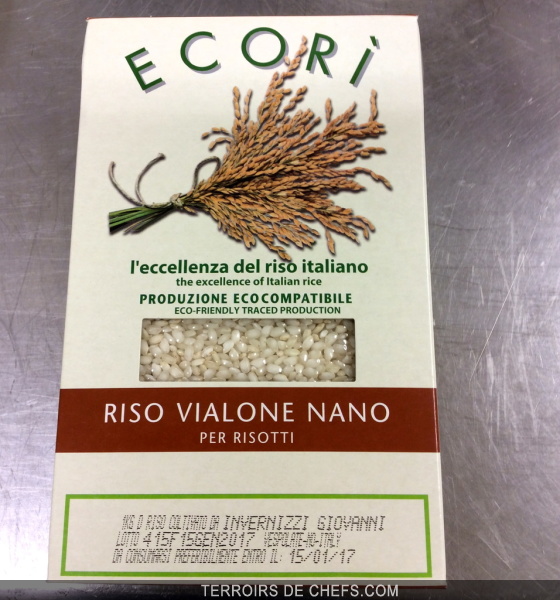 ECORÌ
l'eccellenza del riso italiano
the excellence of Italian rice
PRODUZIONE ECOCOMPATIBILE
ECO-FRIENDLY TRACED PRODUCTION
RISO VIALONE NANO
PER RISOTTI
1KG D RISO COLTIVATO DA INVERNIZZI GIOVANNI
LOTTO 415F15GEN2017 VESPOLATE-NO-ITALY
DA CONSUMARSI PREFERIBILMENTE ENTRO IL: 15/01/17
TERROIRS DE CHEFS.COM